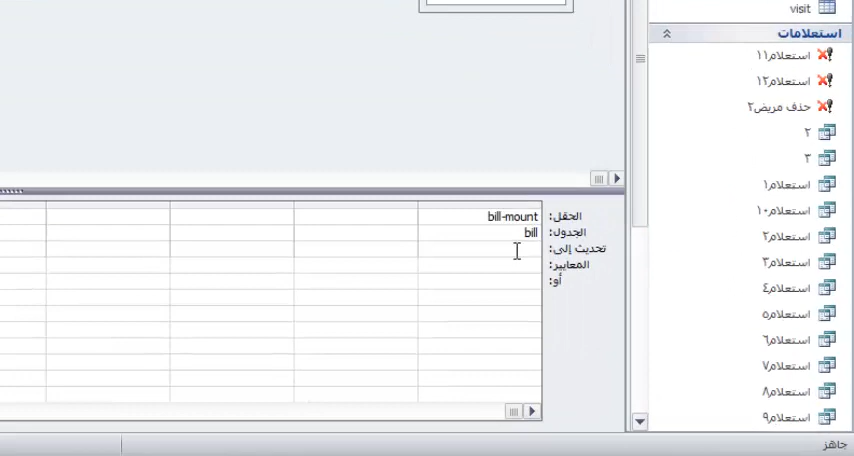 visit
استعلامات
استعلام١١
استعلام١٢
حذف مريض٢
٢
٣
استعلام١
استعلام١٠
استعلام٢
استعلام٣
استعلام٤
استعلام٥
استعلام٦
استعلام٧
استعلام٨
استعلام٩
الحقل: bill-mount
الجدول: bill
تحديث إلى:
المعايير:
أو:
جاهز